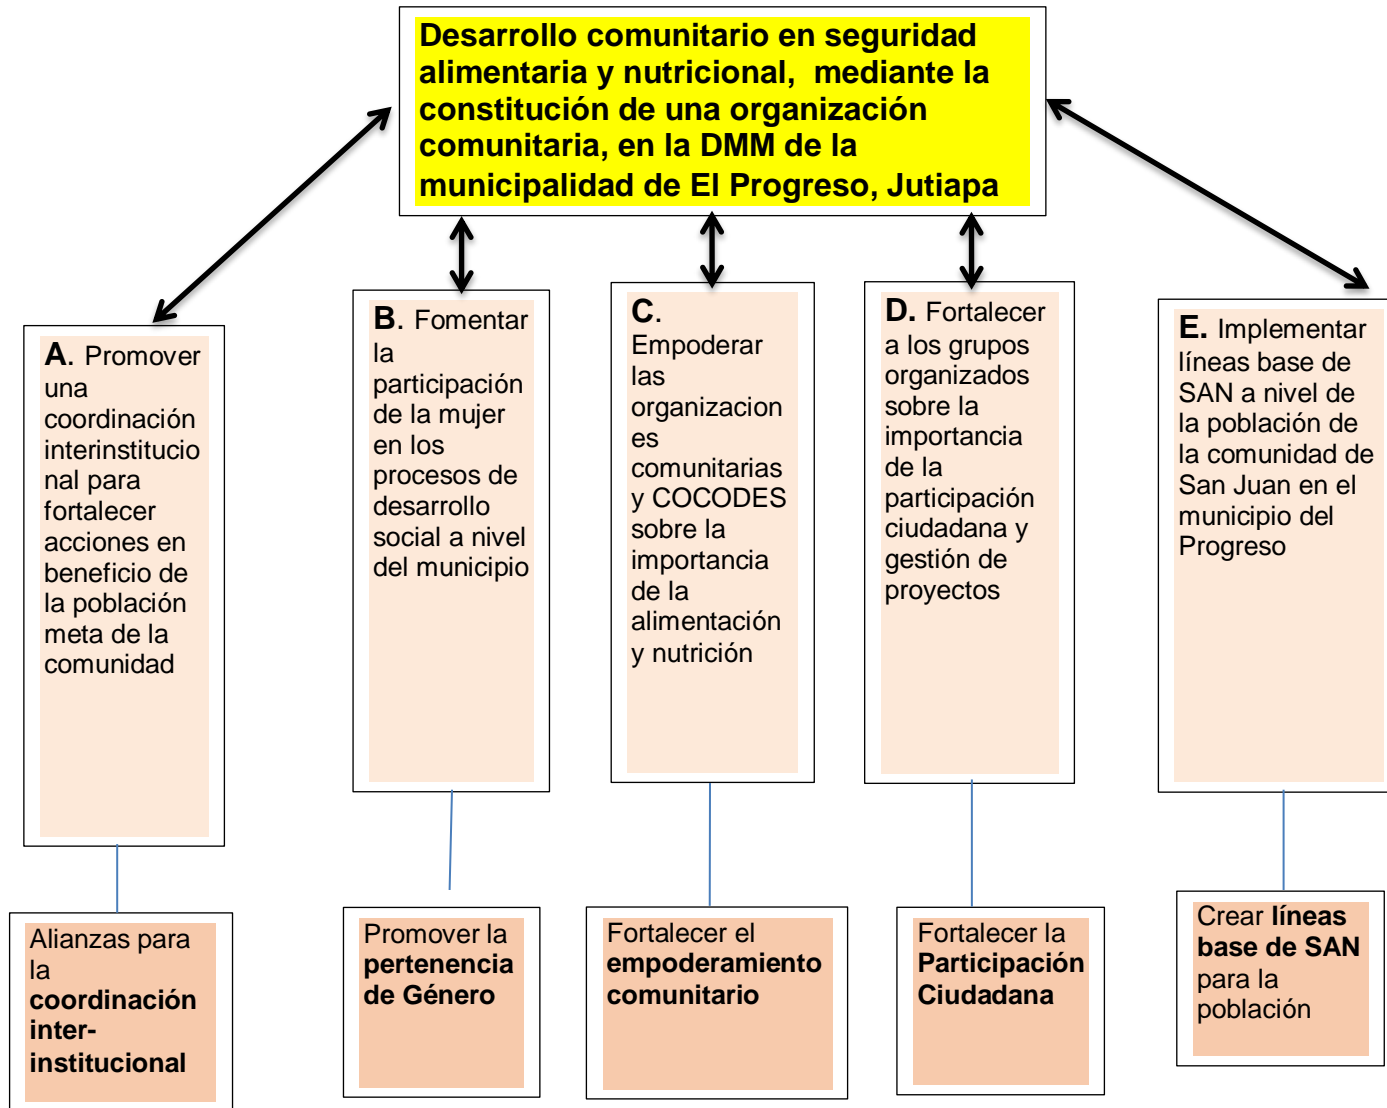 Desarrollo comunitario en seguridad
alimentaria y nutricional, mediante la
constitución de una organización
comunitaria, en la DMM de la
municipalidad de El Progreso, Jutiapa
A. Promover
una
coordinación
interinstitucio
nal para
fortalecer
acciones en
beneficio de
la población
meta de la
comunidad
B. Fomentar
la
participación
de la mujer
en los
procesos de
desarrollo
social a nivel
del municipio
C.
Empoderar
las
organizacion
es
comunitarias
y COCODES
sobre la
importancia
de la
alimentación
y nutrición
D. Fortalecer
a los grupos
organizados
sobre la
importancia
de la
participación
ciudadana y
gestión de
proyectos
E. Implementar
líneas base de
SAN a nivel de
la población de
la comunidad de
San Juan en el
municipio del
Progreso
Alianzas para
la
coordinación
inter-
institucional
Promover la
pertenencia
de Género
Fortalecer el
empoderamiento
comunitario
Fortalecer la
Participación
Ciudadana
Crear líneas
base de SAN
para la
población